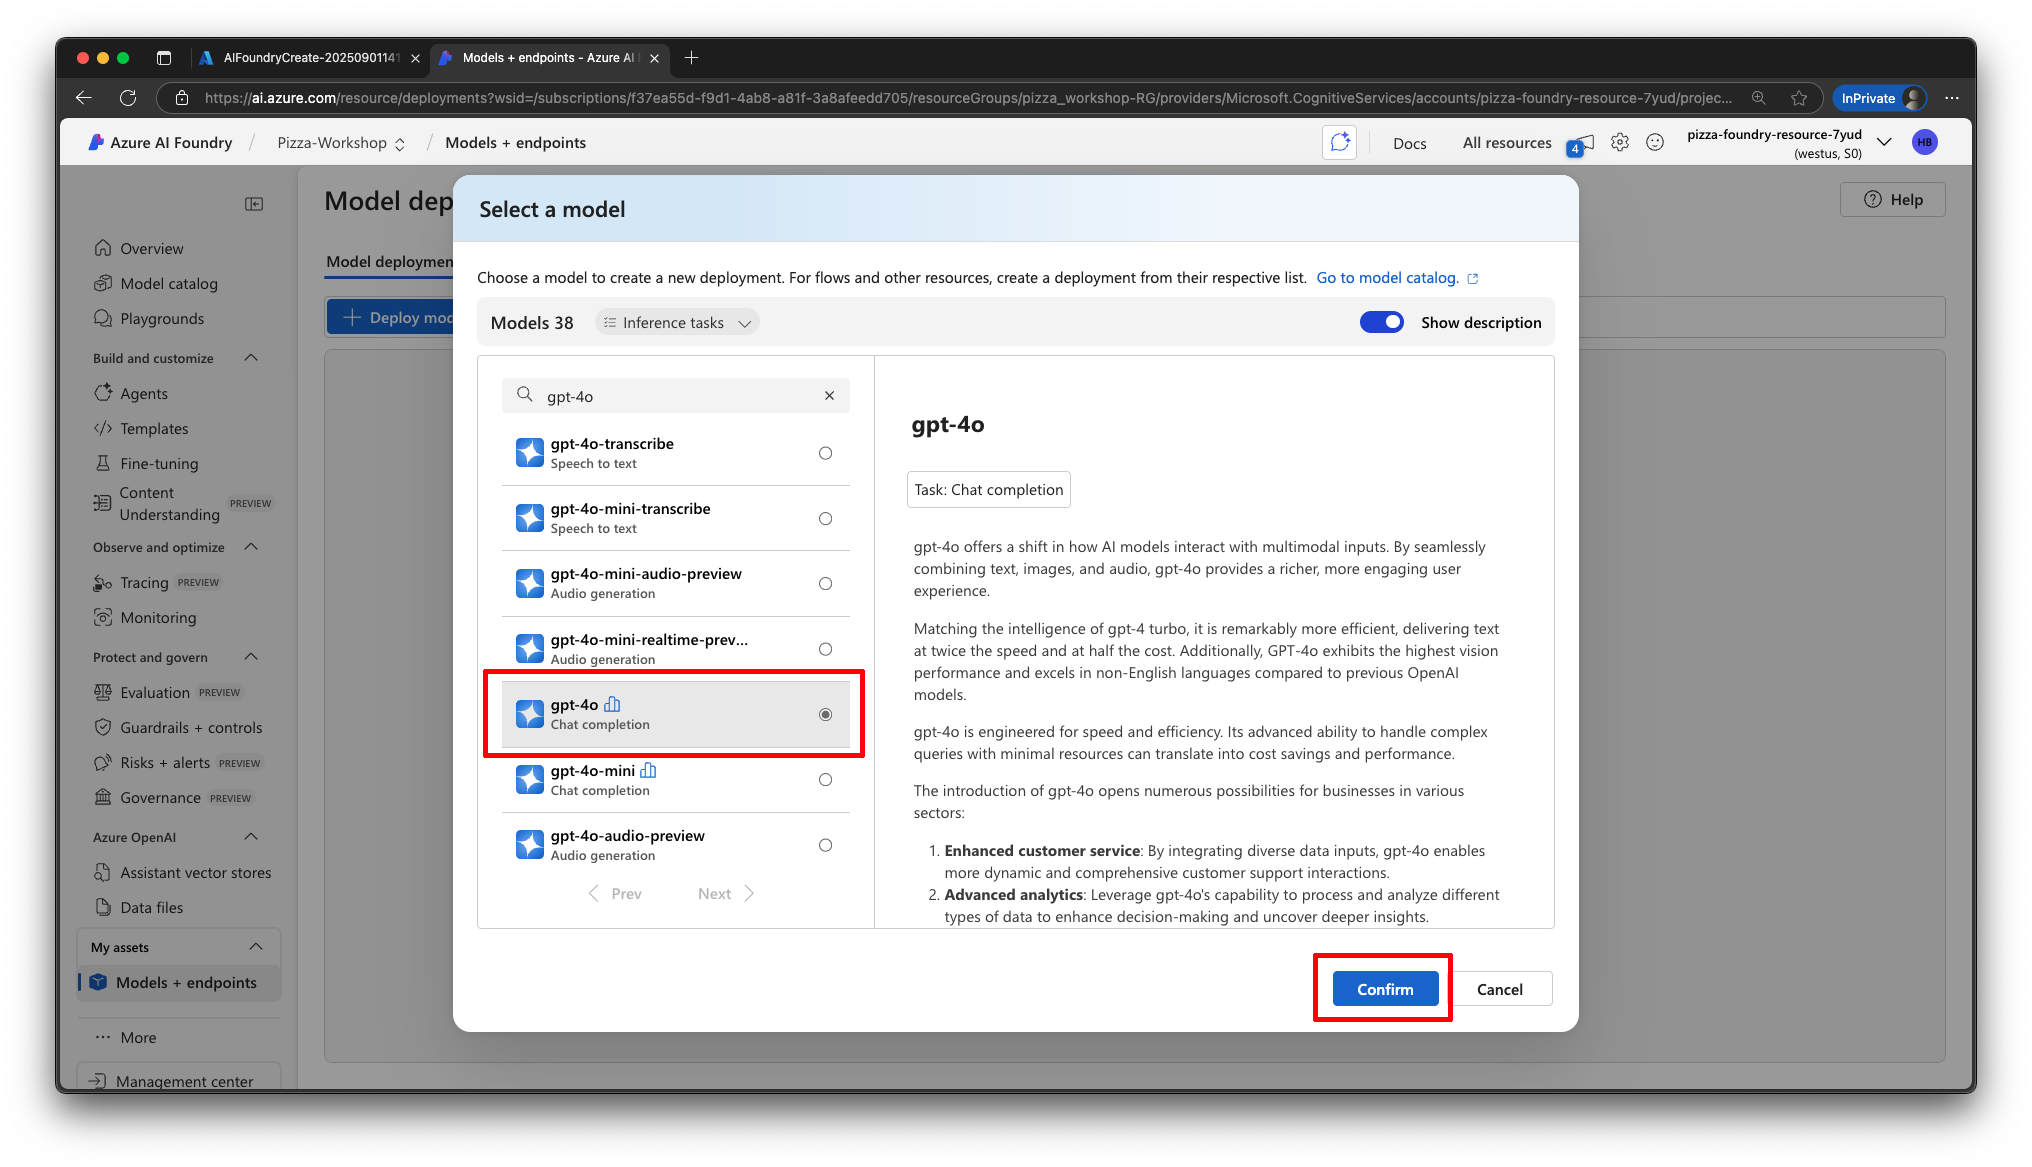 AIFoundryCreate-20250901141
Models + endpoints - Azure AI
https://ai.azure.com/resource/deployments?wsid=/subscriptions/f37ea55d-f9d1-4ab8-a81f-3a8afeedd705/resourceGroups/pizza_workshop-RG/providers/Microsoft.CognitiveServices/accounts/pizza-foundry-resource-7yud/projec...
InPrivate
Azure AI Foundry / Pizza-Workshop / Models + endpoints
Docs
All resources
4
pizza-foundry-resource-7yud
(westus, S0)
HB
Overview
Model catalog
Playgrounds
Build and customize
Agents
Templates
Fine-tuning
Content
Understanding PREVIEW
Observe and optimize
Tracing PREVIEW
Monitoring
Protect and govern
Evaluation PREVIEW
Guardrails + controls
Risks + alerts PREVIEW
Governance PREVIEW
Azure OpenAI
Assistant vector stores
Data files
My assets
Models + endpoints
More
Management center
Model dep
Help
Model deploymen
Deploy mod
Select a model
Choose a model to create a new deployment. For flows and other resources, create a deployment from their respective list. Go to model catalog.
Models 38
Inference tasks
Show description
gpt-4o
gpt-4o-transcribe
Speech to text
gpt-4o-mini-transcribe
Speech to text
gpt-4o-mini-audio-preview
Audio generation
gpt-4o-mini-realtime-prev...
Audio generation
gpt-4o
Chat completion
gpt-4o-mini
Chat completion
gpt-4o-audio-preview
Audio generation
Prev
Next
gpt-4o
Task: Chat completion
gpt-4o offers a shift in how AI models interact with multimodal inputs. By seamlessly
combining text, images, and audio, gpt-4o provides a richer, more engaging user
experience.
Matching the intelligence of gpt-4 turbo, it is remarkably more efficient, delivering text
at twice the speed and at half the cost. Additionally, GPT-4o exhibits the highest vision
performance and excels in non-English languages compared to previous OpenAI
models.
gpt-4o is engineered for speed and efficiency. Its advanced ability to handle complex
queries with minimal resources can translate into cost savings and performance.
The introduction of gpt-4o opens numerous possibilities for businesses in various
sectors:
1. Enhanced customer service: By integrating diverse data inputs, gpt-4o enables
more dynamic and comprehensive customer support interactions.
2. Advanced analytics: Leverage gpt-4o's capability to process and analyze different
types of data to enhance decision-making and uncover deeper insights.
Confirm
Cancel